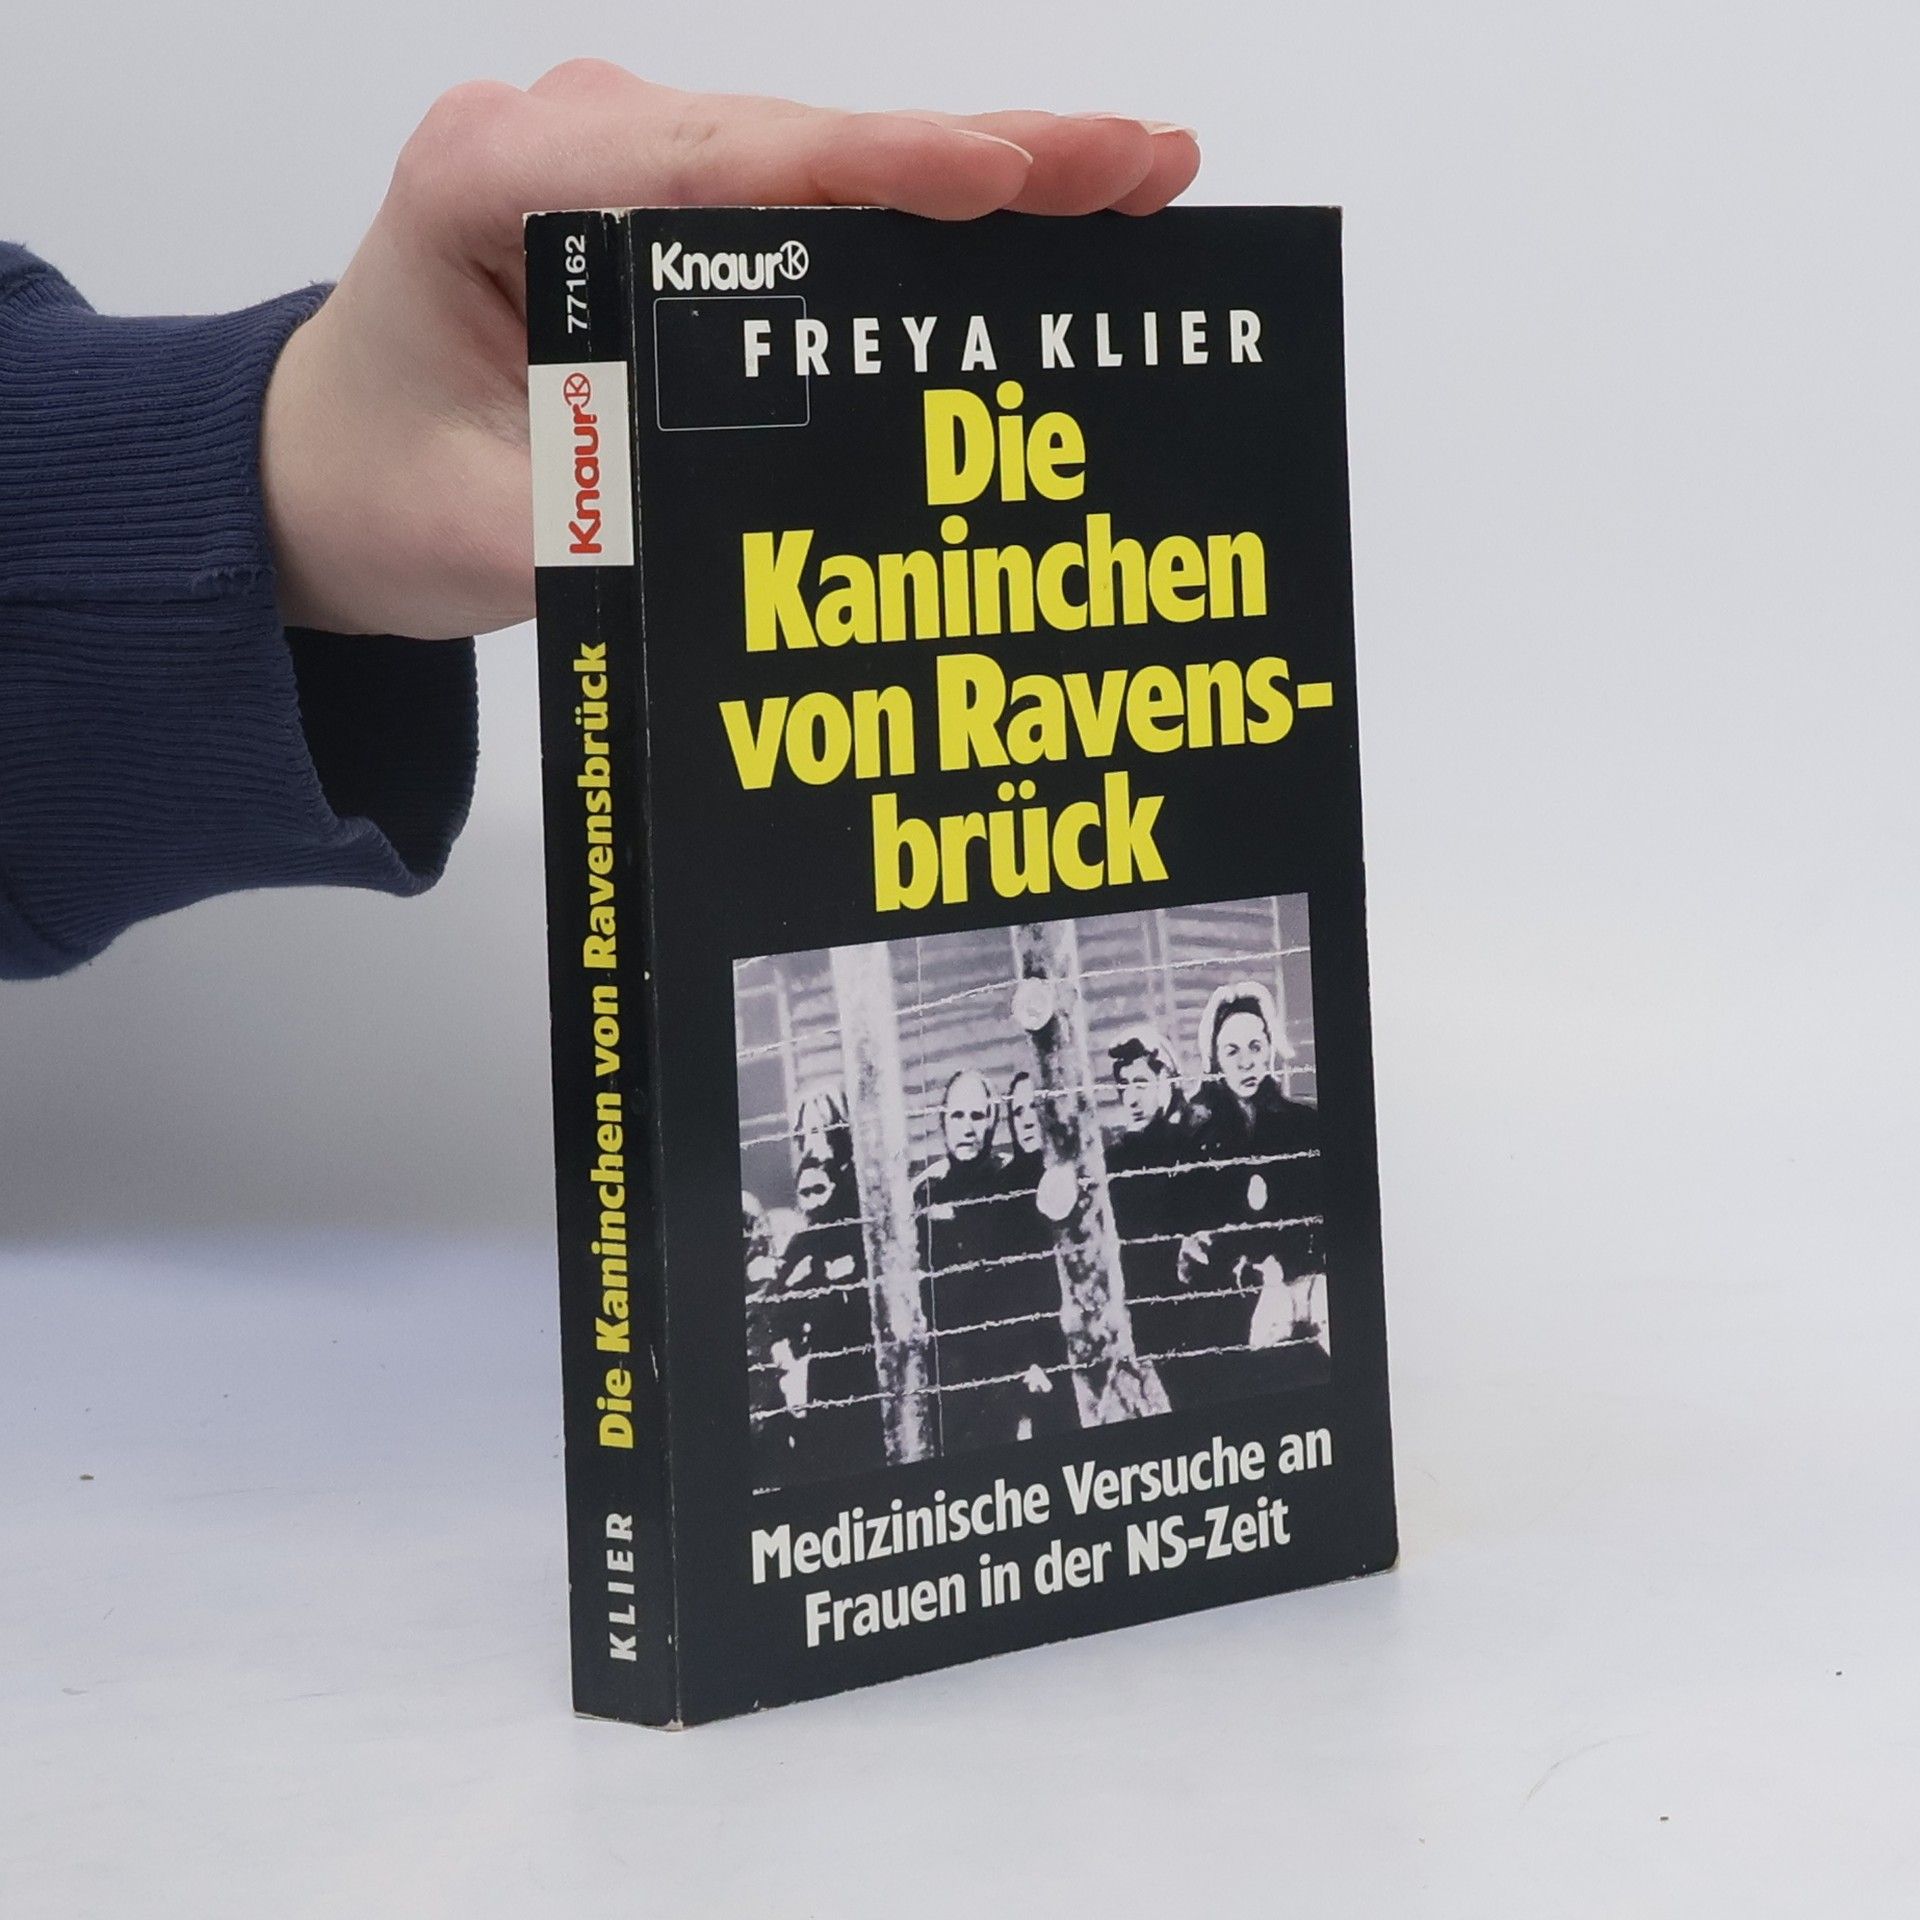 77162
Knaur
Die Kaninchen von Ravensbrück
KLIER
Knaur
FREYA KLIER
Die
Kaninchen
von Ravens-
brück
Medizinische Versuche an
Frauen in der NS-Zeit